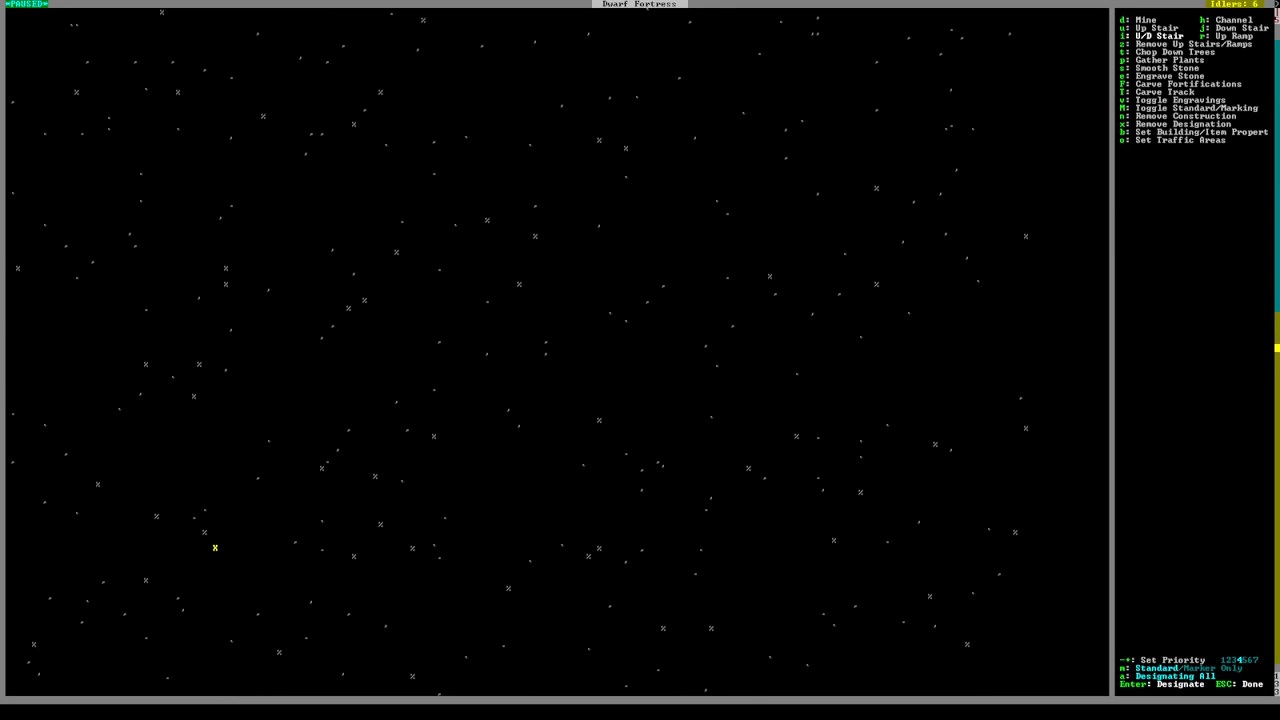 *PAUSED*
Dwarf Fortress
Idlers: 6
d: Mine h: Channel
u: Up Stair j: Down Stair
i: U/D Stair r: Up Ramp
z: Remove Up Stairs/Ramps
t: Chop Down Trees
p: Gather Plants
s: Smooth Stone
e: Engrave Stone
F: Carve Fortifications
T: Carve Track
v: Toggle Engravings
M: Toggle Standard/Marking
n: Remove Construction
x: Remove Designation
b: Set Building/Item Propert
o: Set Traffic Areas
-+: Set Priority 1234567
m: Standard/Marker Only
a: Designating All
Enter: Designate ESC: Done